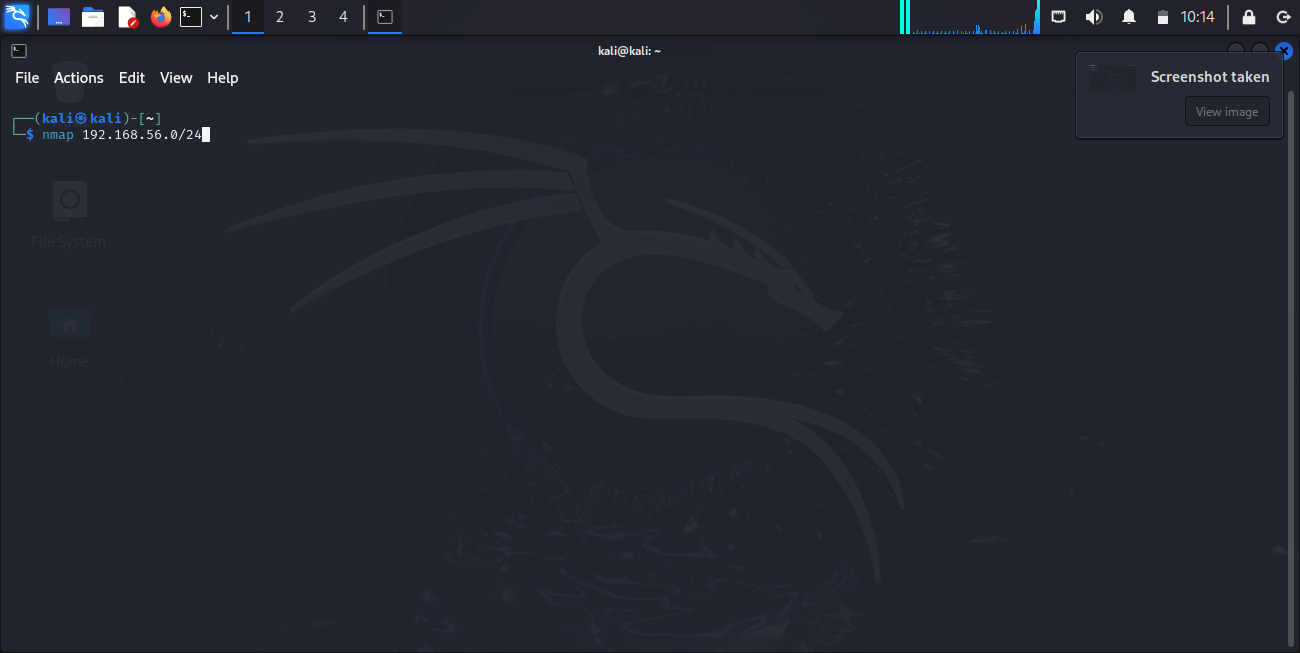 1 2 3 4 10:14
kali@kali: ~
File Actions Edit View Help
Screenshot taken
View image
┌──(kali㉿kali)-[~]
└─$ nmap 192.168.56.0/24
File System
Home